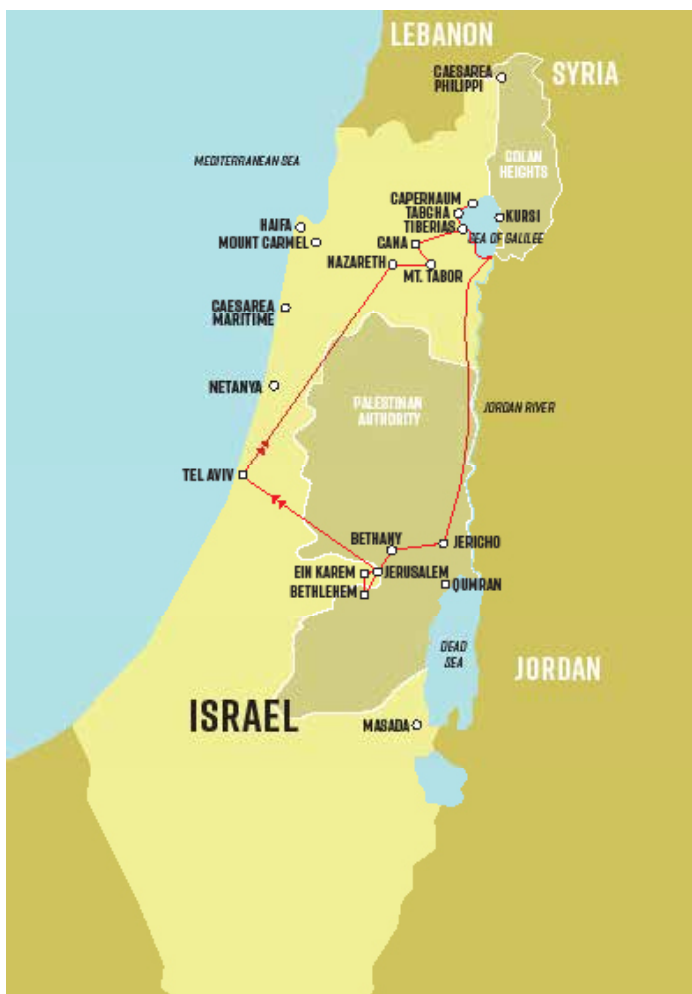 LEBANON
CAESAREA
PHILIPPI
SYRIA
MEDITERRANEAN SEA
GOLAN
HEIGHTS
CAPERNAUM
TABGHA
KURSI
TIBERIAS
HAIFA
SEA OF GALILEE
MOUNT CARMEL
CANA
NAZARETH
MT. TABOR
CAESAREA
MARITIME
NETANYA
PALESTINAN
AUTHORITY
JORDAN RIVER
TEL AVIV
BETHANY
JERICHO
EIN KAREM
JERUSALEM
QUMRAN
BETHLEHEM
DEAD
SEA
JORDAN
ISRAEL
MASADA